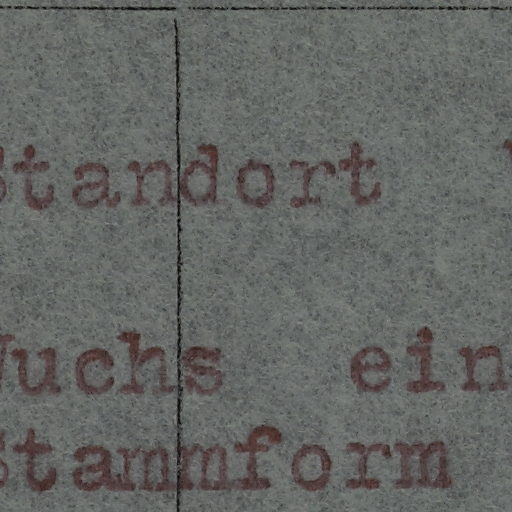 Standort
Wuchs ein
Stammform